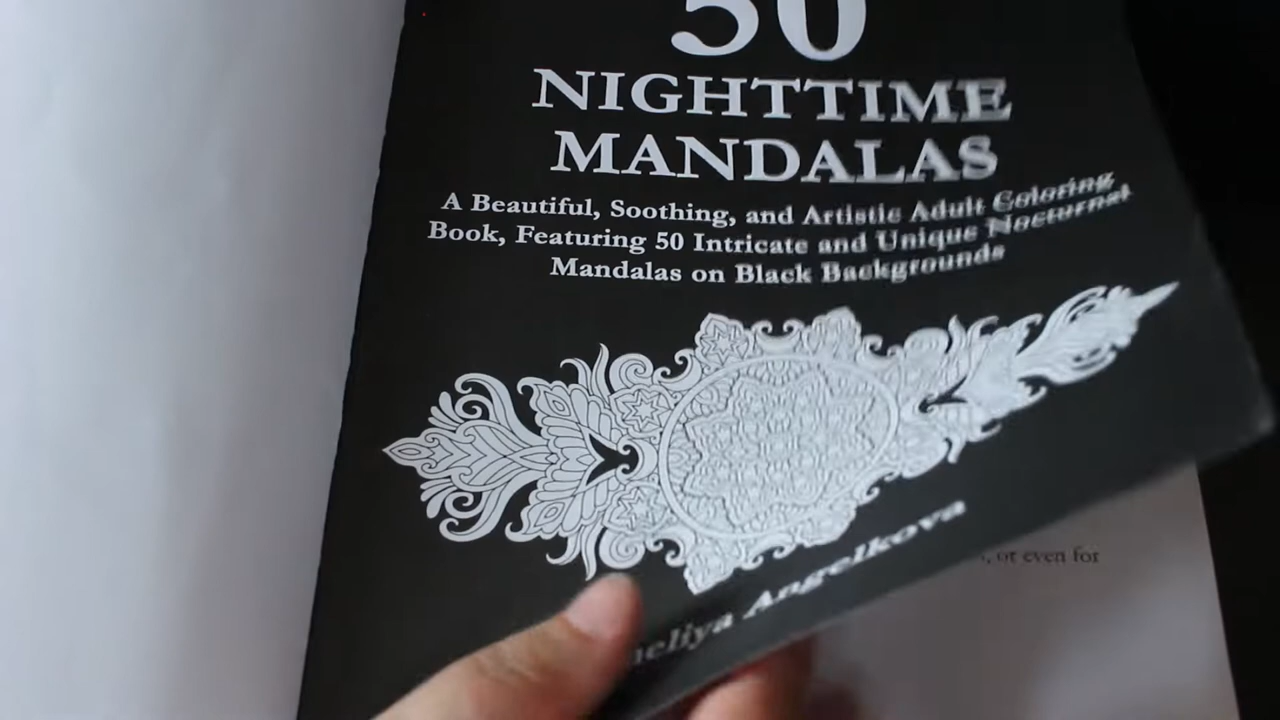 50
NIGHTTIME
MANDALAS
A Beautiful, Soothing, and Artistic Adult Coloring
Book, Featuring 50 Intricate and Unique Nocturnal
Mandalas on Black Backgrounds
Angelkova
, or even for